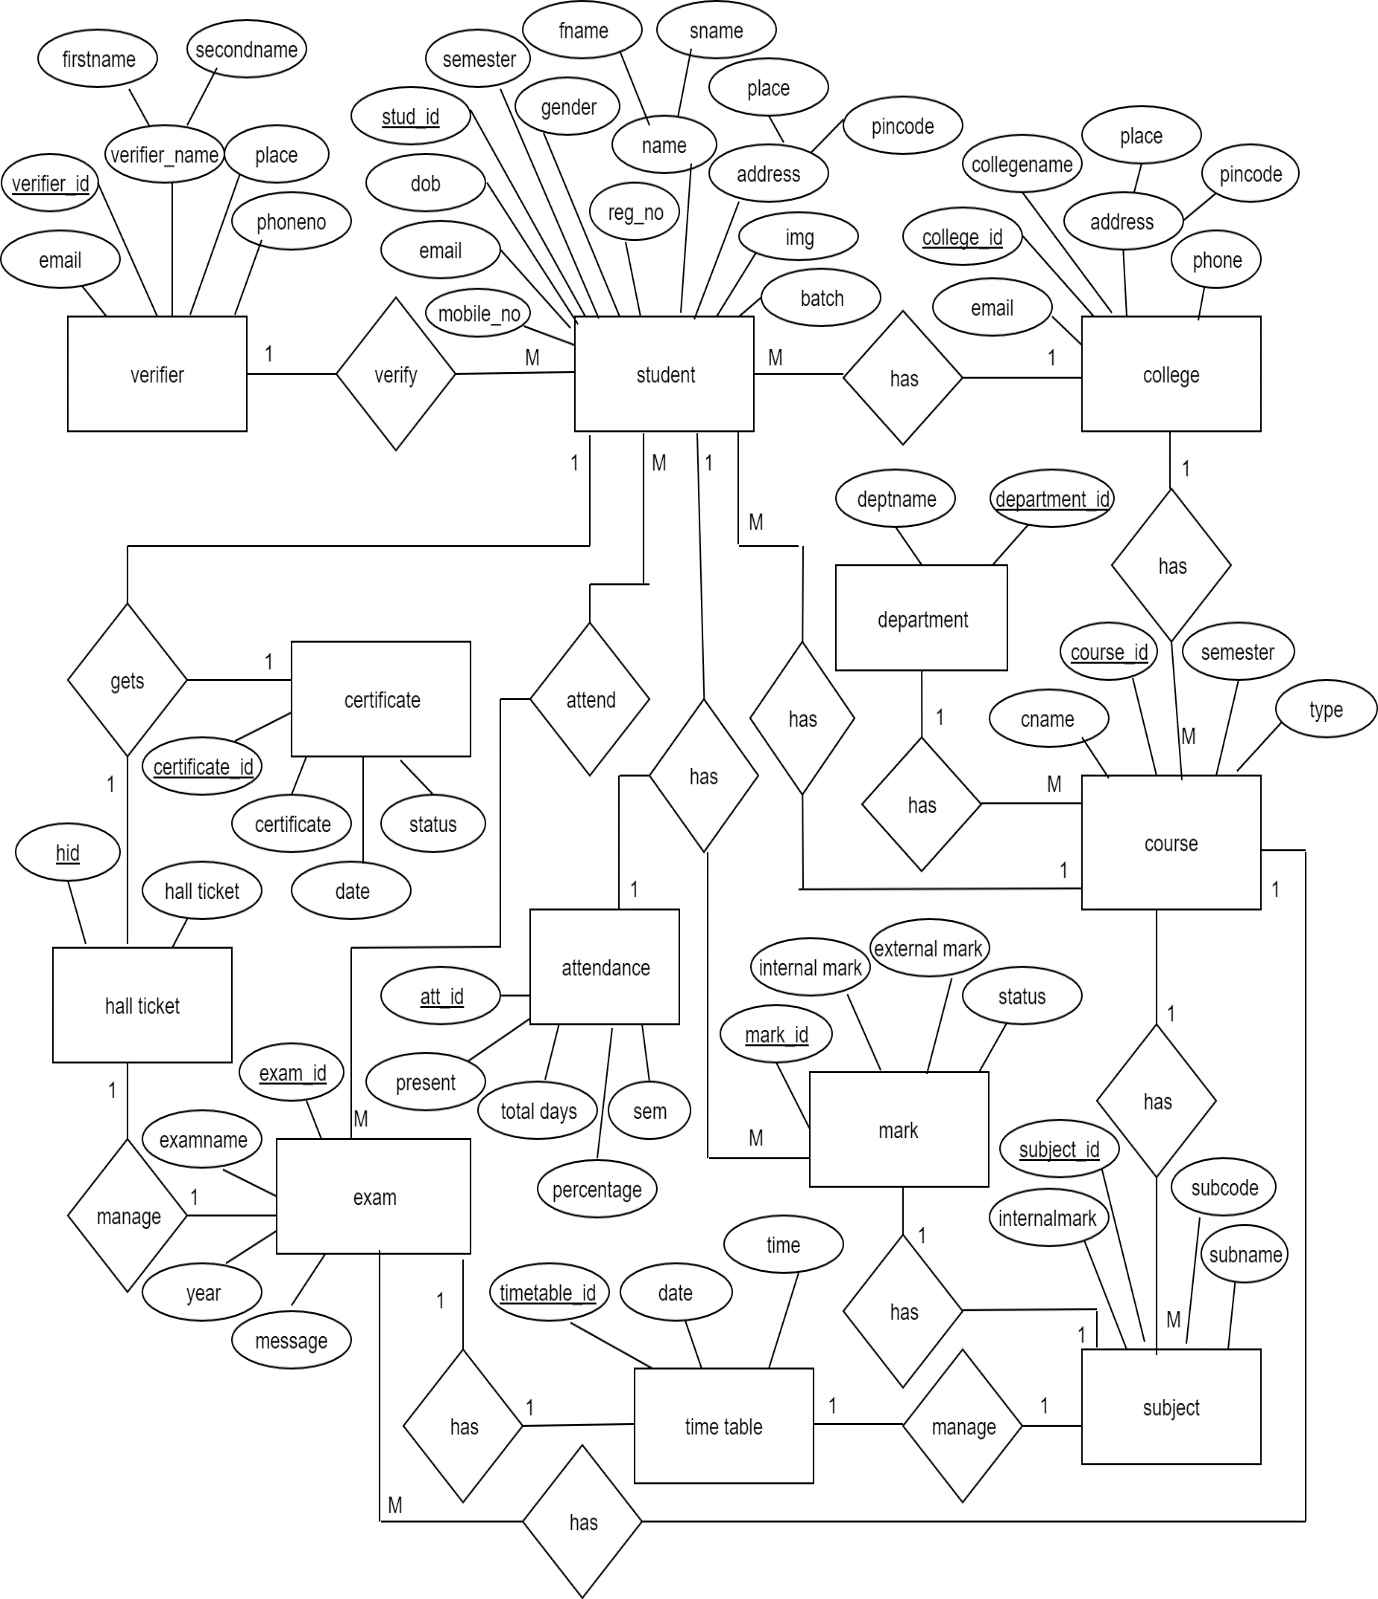 fname
sname
firstname
secondname
semester
place
gender
stud_id
pincode
place
name
verifier_name
place
collegename
address
pincode
verifier_id
dob
reg_no
phoneno
address
img
college_id
email
email
phone
batch
email
mobile_no
1
M
M
1
verifier
verify
student
has
college
1
M
1
1
deptname
department_id
M
has
department
course_id
semester
1
gets
certificate
attend
type
has
cname
1
M
certificate_id
has
1
M
has
certificate
status
course
hid
1
hall ticket
date
1
1
external mark
attendance
internal mark
att_id
status
hall ticket
1
mark_id
exam_id
present
1
total days
sem
has
M
mark
examname
M
subject_id
percentage
subcode
1
exam
manage
internalmark
1
time
subname
year
timetable_id
date
1
has
M
message
1
1
1
1
subject
has
time table
manage
M
has